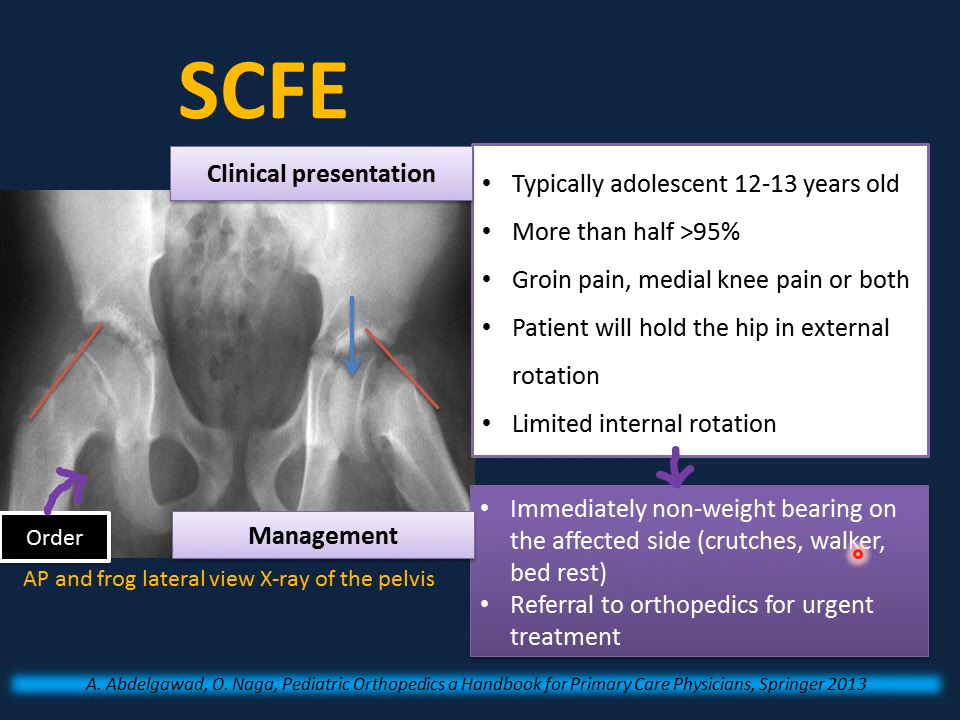 SCFE
Clinical presentation
• Typically adolescent 12-13 years old
• More than half >95%
• Groin pain, medial knee pain or both
• Patient will hold the hip in external
rotation
• Limited internal rotation
Order
Management
AP and frog lateral view X-ray of the pelvis
• Immediately non-weight bearing on
the affected side (crutches, walker,
bed rest)
• Referral to orthopedics for urgent
treatment
A. Abdelgawad, O. Naga, Pediatric Orthopedics a Handbook for Primary Care Physicians, Springer 2013